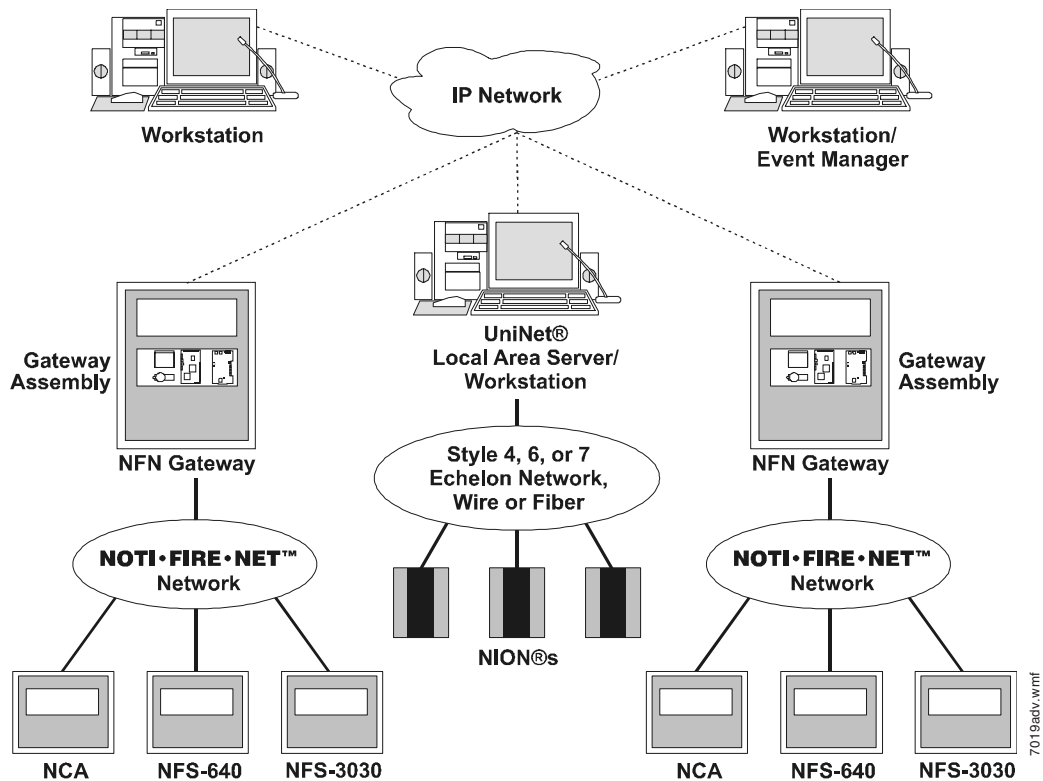 IP Network
Workstation
Workstation/
Event Manager
UniNet®
Local Area Server/
Workstation
Gateway
Assembly
Gateway
Assembly
NFN Gateway
NFN Gateway
Style 4, 6, or 7
Echelon Network,
Wire or Fiber
NOTI•FIRE•NET™
Network
NOTI•FIRE•NET™
Network
NION®s
NCA
NFS-640
NFS-3030
NCA
NFS-640
NFS-3030
7019adv.wmf